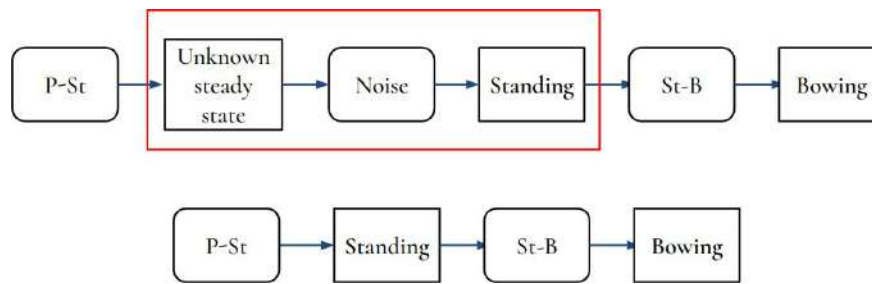 P-St
Unknown
steady
state
Noise
Standing
St-B
Bowing
P-St
Standing
St-B
Bowing